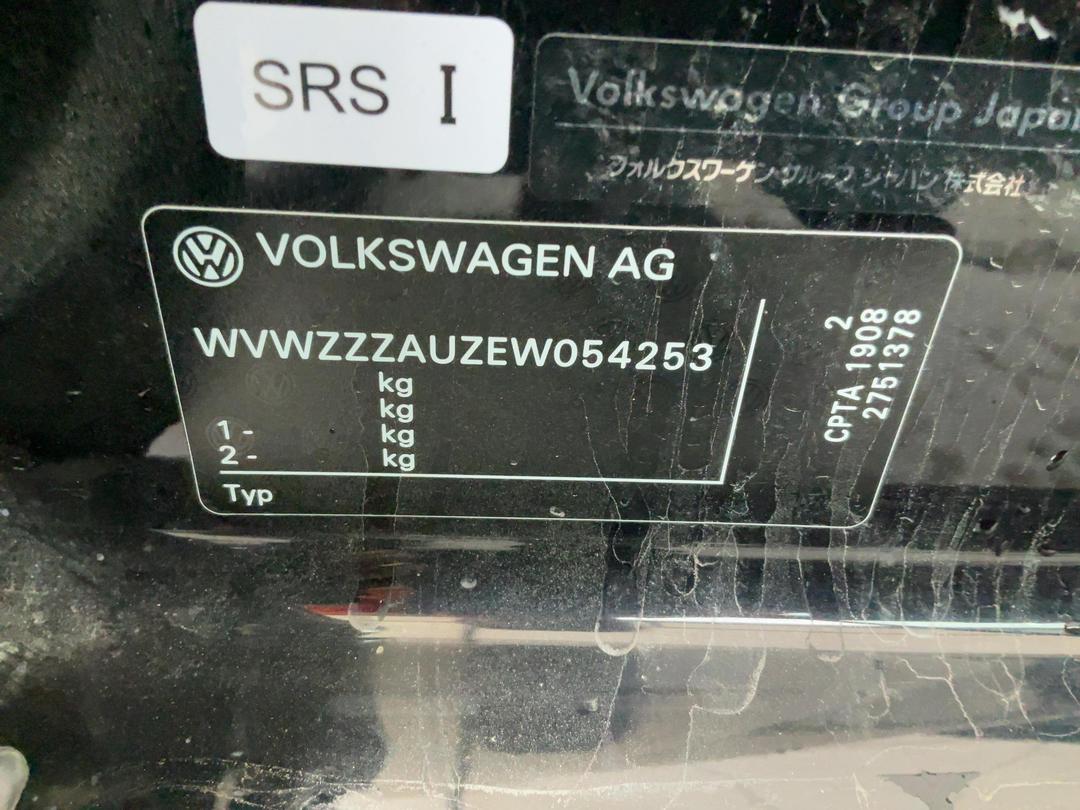 SRS I
Volkswagen Group Japan
フォルクスワーゲン グループ ジャパン 株式会社
VOLKSWAGEN AG
WVWZZZAUZEW054253
kg
kg
1 - kg
2 - kg
Typ
2
CPTA 1908
2751378